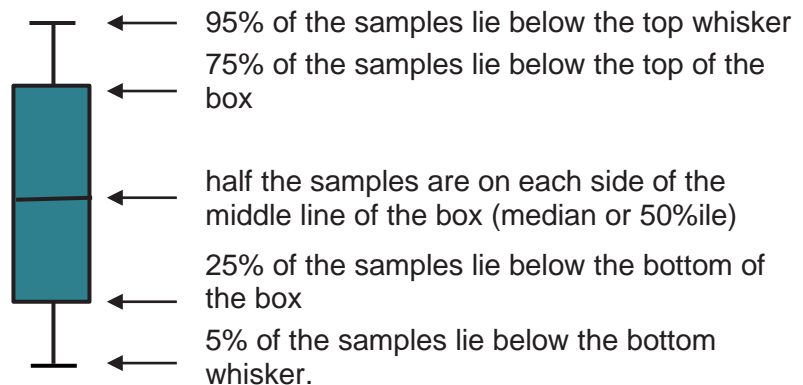 95% of the samples lie below the top whisker
75% of the samples lie below the top of the
box
half the samples are on each side of the
middle line of the box (median or 50%ile)
25% of the samples lie below the bottom of
the box
5% of the samples lie below the bottom
whisker.